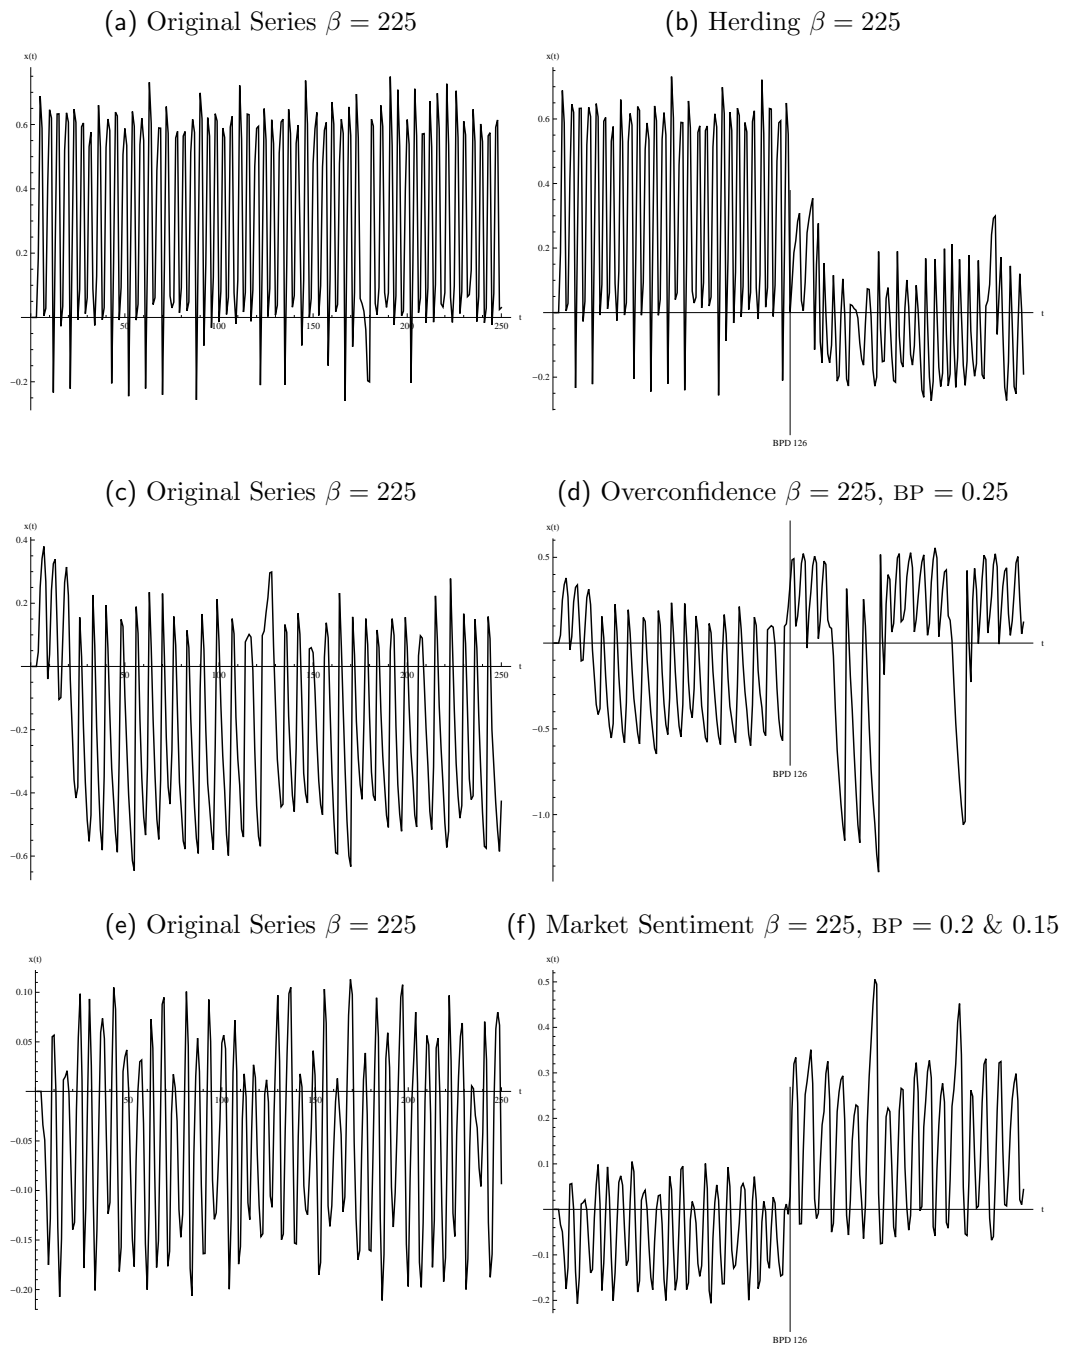 (a) Original Series β = 225
x(t)
0.6
0.4
0.2
−0.2
50
100
150
200
250
t
(b) Herding β = 225
x(t)
0.6
0.4
0.2
−0.2
t
BPD 126
(c) Original Series β = 225
x(t)
0.4
0.2
−0.2
−0.4
−0.6
50
100
150
200
250
t
(d) Overconfidence β = 225, BP = 0.25
x(t)
0.5
−0.5
−1.0
t
BPD 126
(e) Original Series β = 225
x(t)
0.10
0.05
−0.05
−0.10
−0.15
−0.20
50
100
150
200
250
t
(f) Market Sentiment β = 225, BP = 0.2 & 0.15
x(t)
0.5
0.4
0.3
0.2
0.1
−0.1
−0.2
t
BPD 126